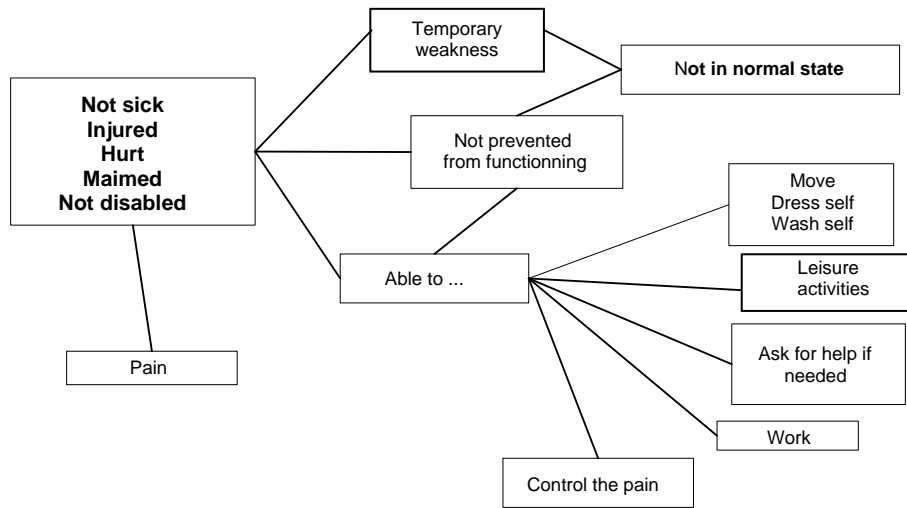 Temporary
weakness
Not in normal state
Not sick
Injured
Hurt
Maimed
Not disabled
Not prevented
from functionning
Move
Dress self
Wash self
Able to ...
Leisure
activities
Pain
Ask for help if
needed
Work
Control the pain